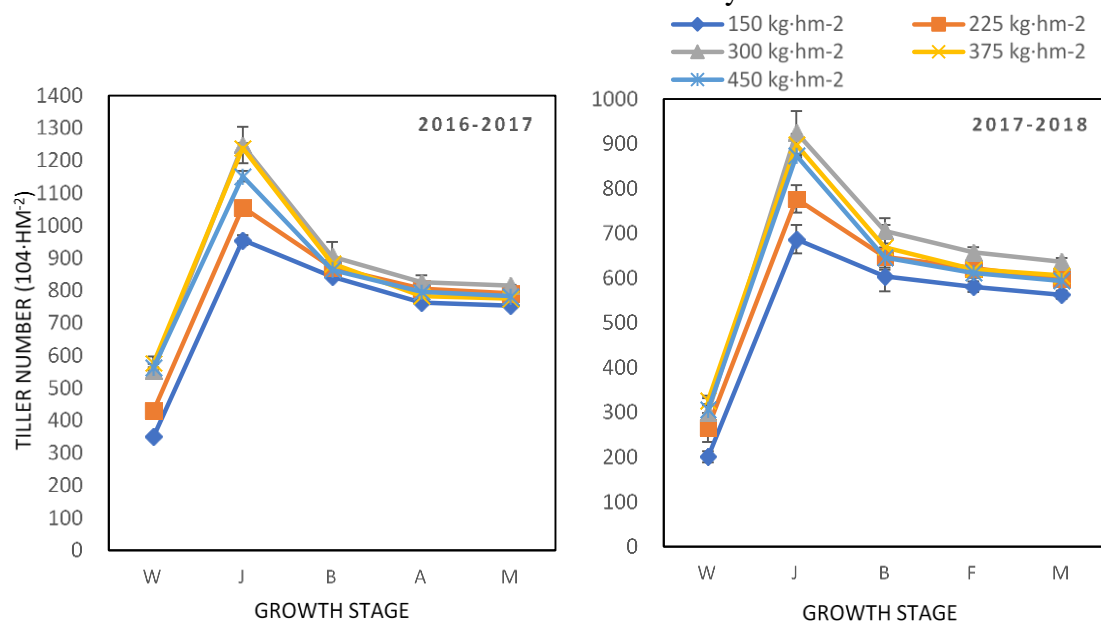 y
150 kg·hm-2
225 kg·hm-2
300 kg·hm-2
375 kg·hm-2
450 kg·hm-2
TILLER NUMBER (104·HM-2)
1400
1300
1200
1100
1000
900
800
700
600
500
400
300
200
100
0
2016-2017
W J B A M
GROWTH STAGE
1000
900
800
700
600
500
400
300
200
100
0
2017-2018
W J B F M
GROWTH STAGE